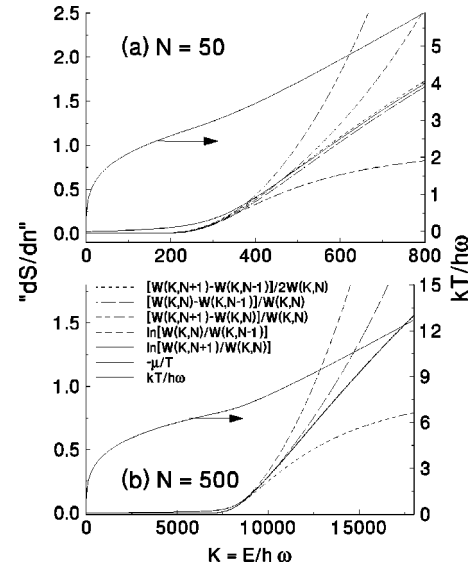 (a) N = 50
2.5
2.0
1.5
1.0
0.5
0.0
5
4
3
2
1
0
0 200 400 600 800
"dS/dn"
kT/hω
[W(K,N+1)-W(K,N-1)]/2W(K,N)
[W(K,N)-W(K,N-1)]/W(K,N)
[W(K,N+1)-W(K,N)]/W(K,N)
ln[W(K,N)/W(K,N-1)]
ln[W(K,N+1)/W(K,N)]
-μ/T
kT/hω
(b) N = 500
1.5
1.0
0.5
0.0
15
12
9
6
3
0
0 5000 10000 15000
K = E/h ω